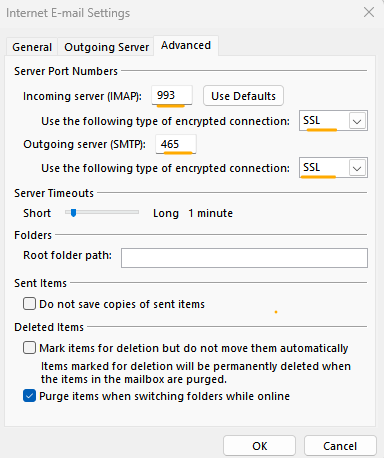 Internet E-mail Settings
General Outgoing Server Advanced
Server Port Numbers
Incoming server (IMAP): 993 Use Defaults
Use the following type of encrypted connection: SSL
Outgoing server (SMTP): 465
Use the following type of encrypted connection: SSL
Server Timeouts
Short Long 1 minute
Folders
Root folder path:
Sent Items
Do not save copies of sent items
Deleted Items
Mark items for deletion but do not move them automatically
Items marked for deletion will be permanently deleted when
the items in the mailbox are purged.
Purge items when switching folders while online
OK Cancel